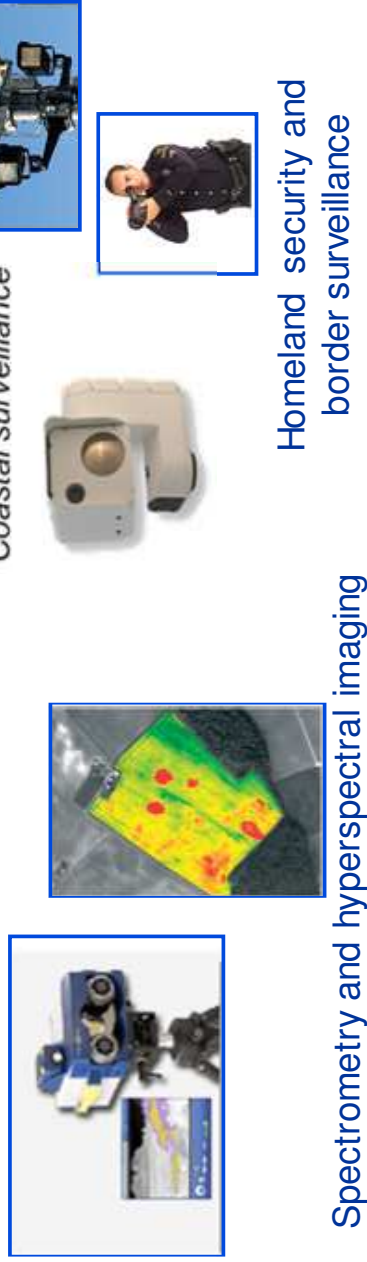 Coastal surveillance
Homeland security and
border surveillance
Spectrometry and hyperspectral imaging